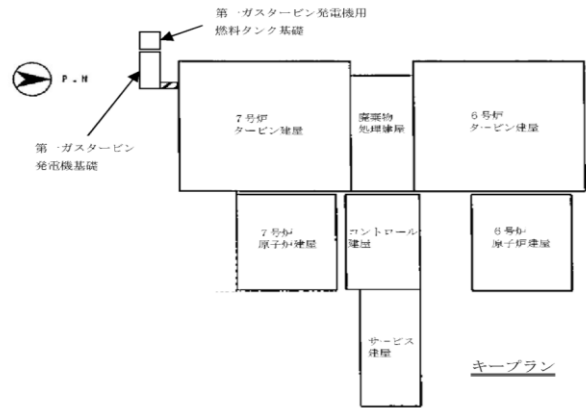 第一ガスタービン発電機用
燃料タンク基礎
P.N
第一ガスタービン
発電機基礎
7号炉
タービン建屋
廃棄物
処理建屋
6号炉
タービン建屋
7号炉
原子炉建屋
コントロール
建屋
6号炉
原子炉建屋
サービス
建屋
キープラン